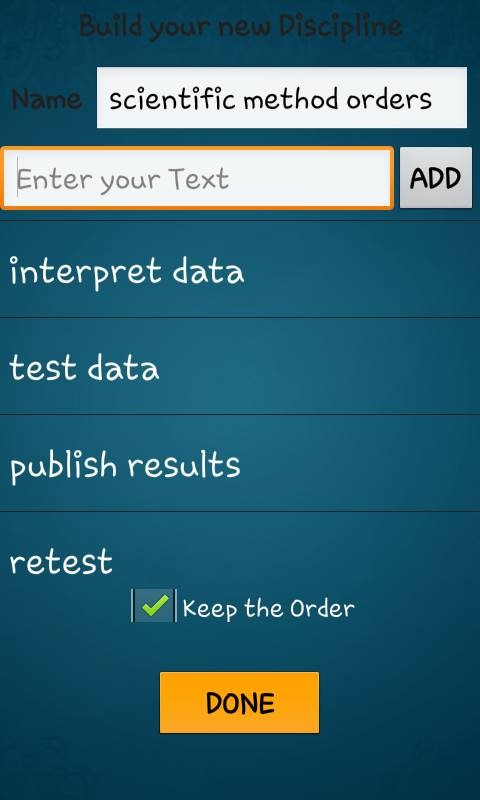 Build your new Discipline
Name scientific method orders
Enter your Text ADD
interpret data
test data
publish results
retest
Keep the Order
DONE